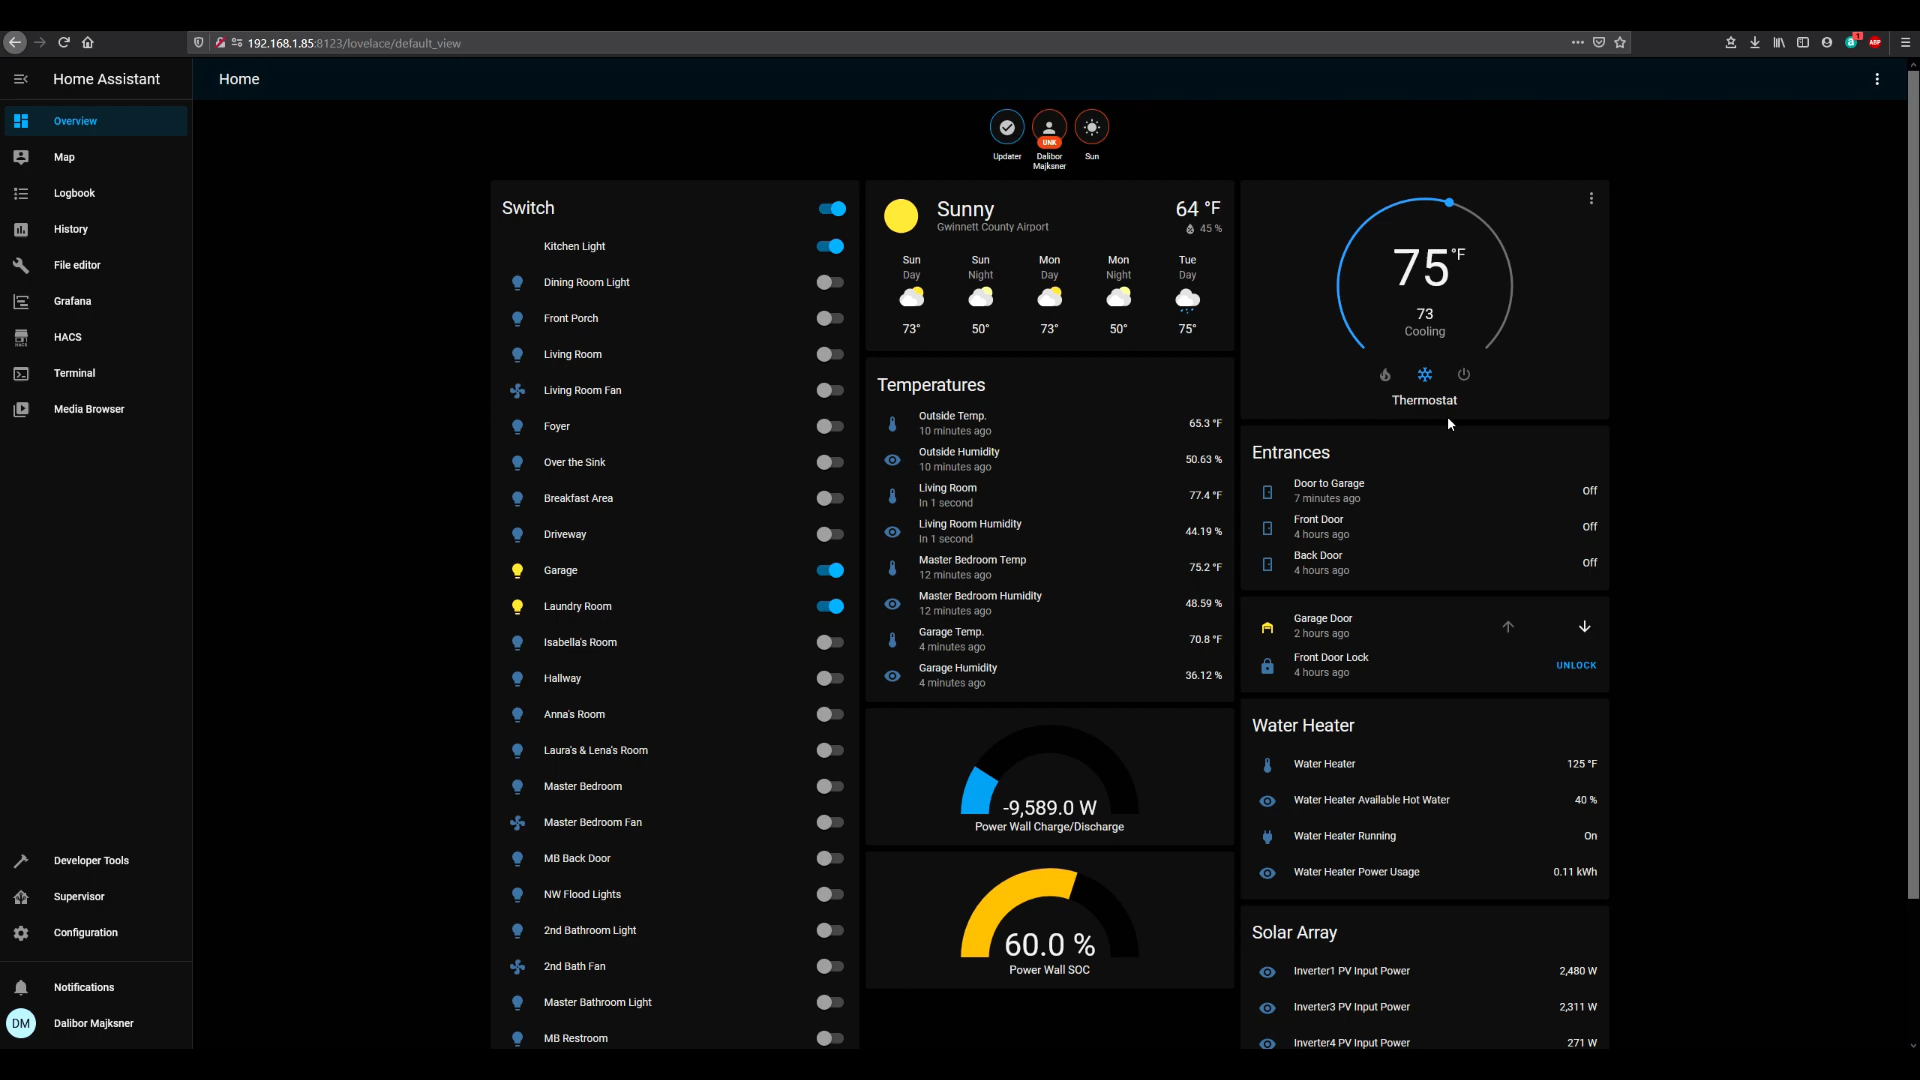 192.168.1.85:8123/lovelace/default_view
1
ABP
Home Assistant
Home
Overview
Map
Logbook
History
File editor
Grafana
HACS
HACS
Terminal
Media Browser
Developer Tools
Supervisor
Configuration
Notifications
DM
Dalibor Majksner
Updater
UNK
Dalibor
Majksner
Sun
Switch
Kitchen Light
Dining Room Light
Front Porch
Living Room
Living Room Fan
Foyer
Over the Sink
Breakfast Area
Driveway
Garage
Laundry Room
Isabella's Room
Hallway
Anna's Room
Laura's & Lena's Room
Master Bedroom
Master Bedroom Fan
MB Back Door
NW Flood Lights
2nd Bathroom Light
2nd Bath Fan
Master Bathroom Light
MB Restroom
Sunny
64 °F
Gwinnett County Airport
45 %
Sun Sun Mon Mon Tue
Day Night Day Night Day
73° 50° 73° 50° 75°
Temperatures
Outside Temp.
10 minutes ago
65.3 °F
Outside Humidity
10 minutes ago
50.63 %
Living Room
In 1 second
77.4 °F
Living Room Humidity
In 1 second
44.19 %
Master Bedroom Temp
12 minutes ago
75.2 °F
Master Bedroom Humidity
12 minutes ago
48.59 %
Garage Temp.
4 minutes ago
70.8 °F
Garage Humidity
4 minutes ago
36.12 %
-9,589.0 W
Power Wall Charge/Discharge
60.0 %
Power Wall SOC
75 °F
73
Cooling
Thermostat
Entrances
Door to Garage
7 minutes ago
Off
Front Door
4 hours ago
Off
Back Door
4 hours ago
Off
Garage Door
2 hours ago
Front Door Lock
4 hours ago
UNLOCK
Water Heater
Water Heater 125 °F
Water Heater Available Hot Water 40 %
Water Heater Running On
Water Heater Power Usage 0.11 kWh
Solar Array
Inverter1 PV Input Power 2,480 W
Inverter3 PV Input Power 2,311 W
Inverter4 PV Input Power 271 W